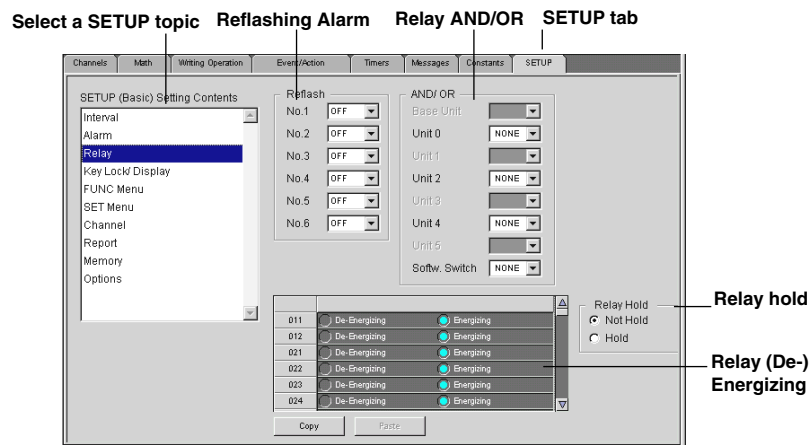 Select a SETUP topic
Reflashing Alarm
Relay AND/OR
SETUP tab
Channels
Math
Writing Operation
Event/Action
Timers
Messages
Constants
SETUP
SETUP (Basic) Setting Contents
Interval
Alarm
Relay
Key Lock/ Display
FUNC Menu
SET Menu
Channel
Report
Memory
Options
Reflash
No.1 OFF
No.2 OFF
No.3 OFF
No.4 OFF
No.5 OFF
No.6 OFF
AND/ OR
Base Unit
Unit 0 NONE
Unit 1
Unit 2 NONE
Unit 3
Unit 4 NONE
Unit 5
Softw. Switch NONE
011 De-Energizing Energizing
012 De-Energizing Energizing
021 De-Energizing Energizing
022 De-Energizing Energizing
023 De-Energizing Energizing
024 De-Energizing Energizing
Copy
Paste
Relay Hold
Not Hold
Hold
Relay hold
Relay (De-)
Energizing